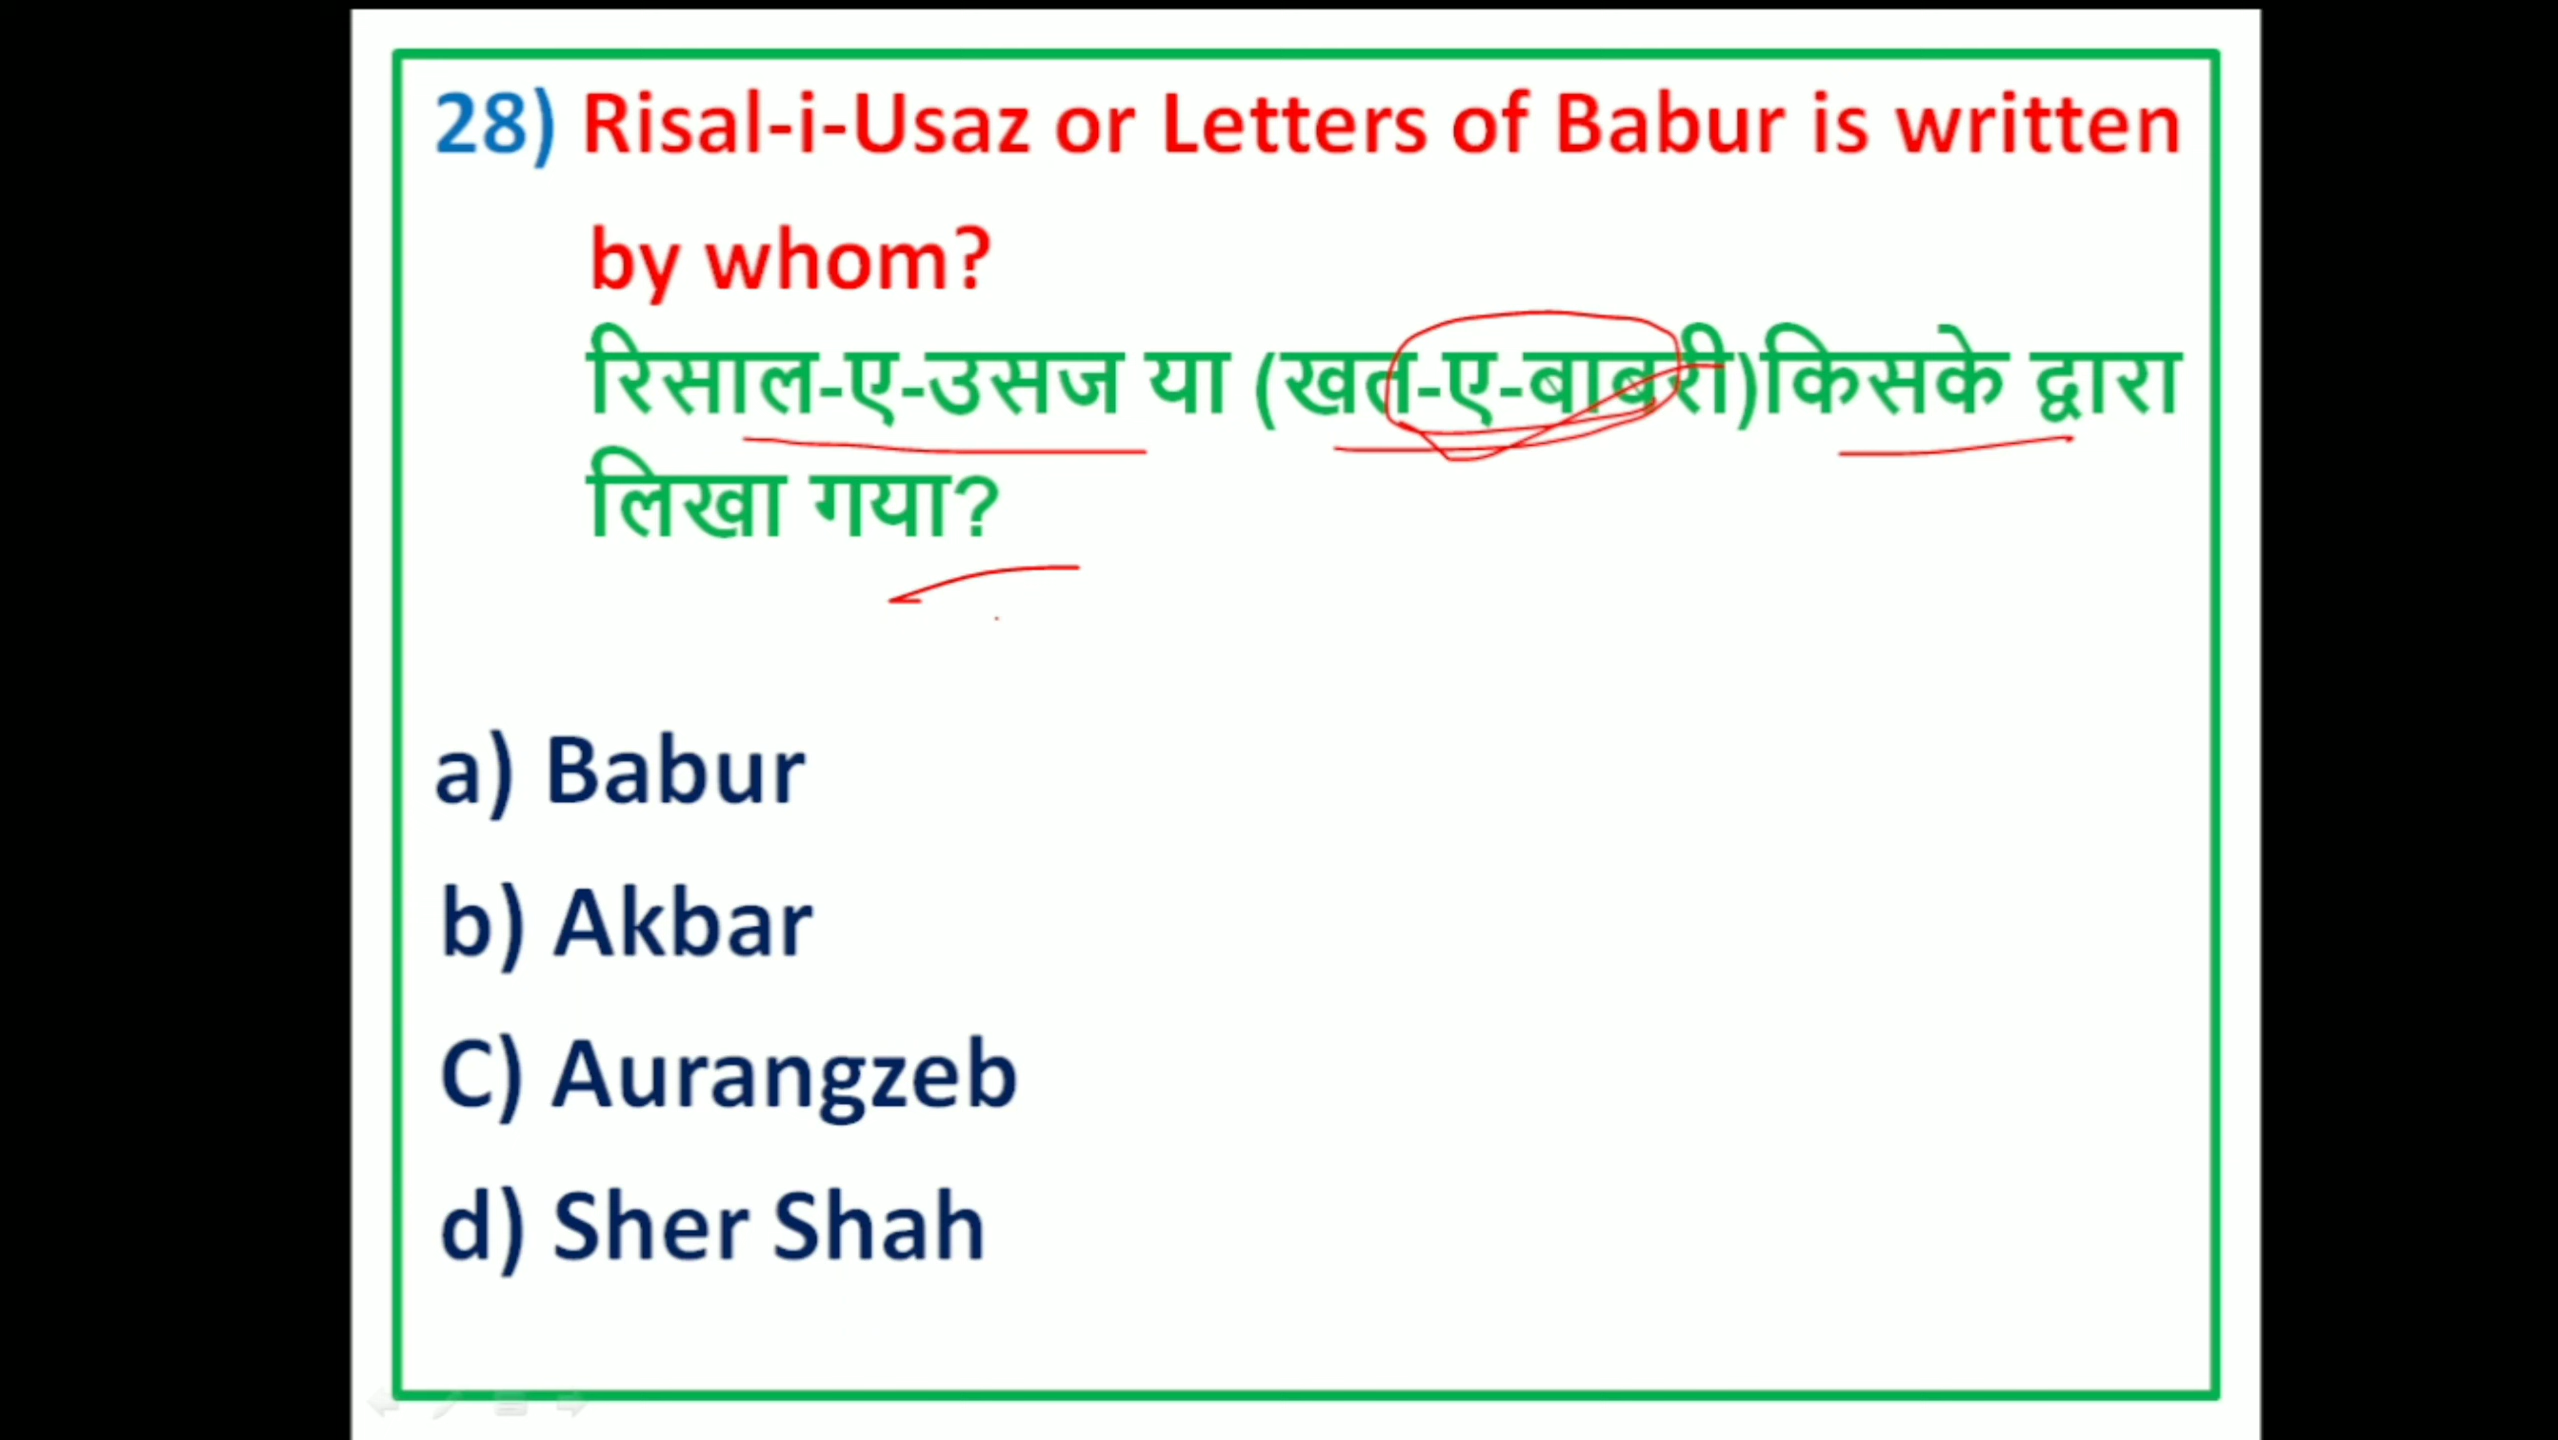 28) Risal-i-Usaz or Letters of Babur is written
by whom?
रिसाल-ए-उसज या (खत-ए-बाबरी)किसके द्वारा
लिखा गया?
a) Babur
b) Akbar
C) Aurangzeb
d) Sher Shah